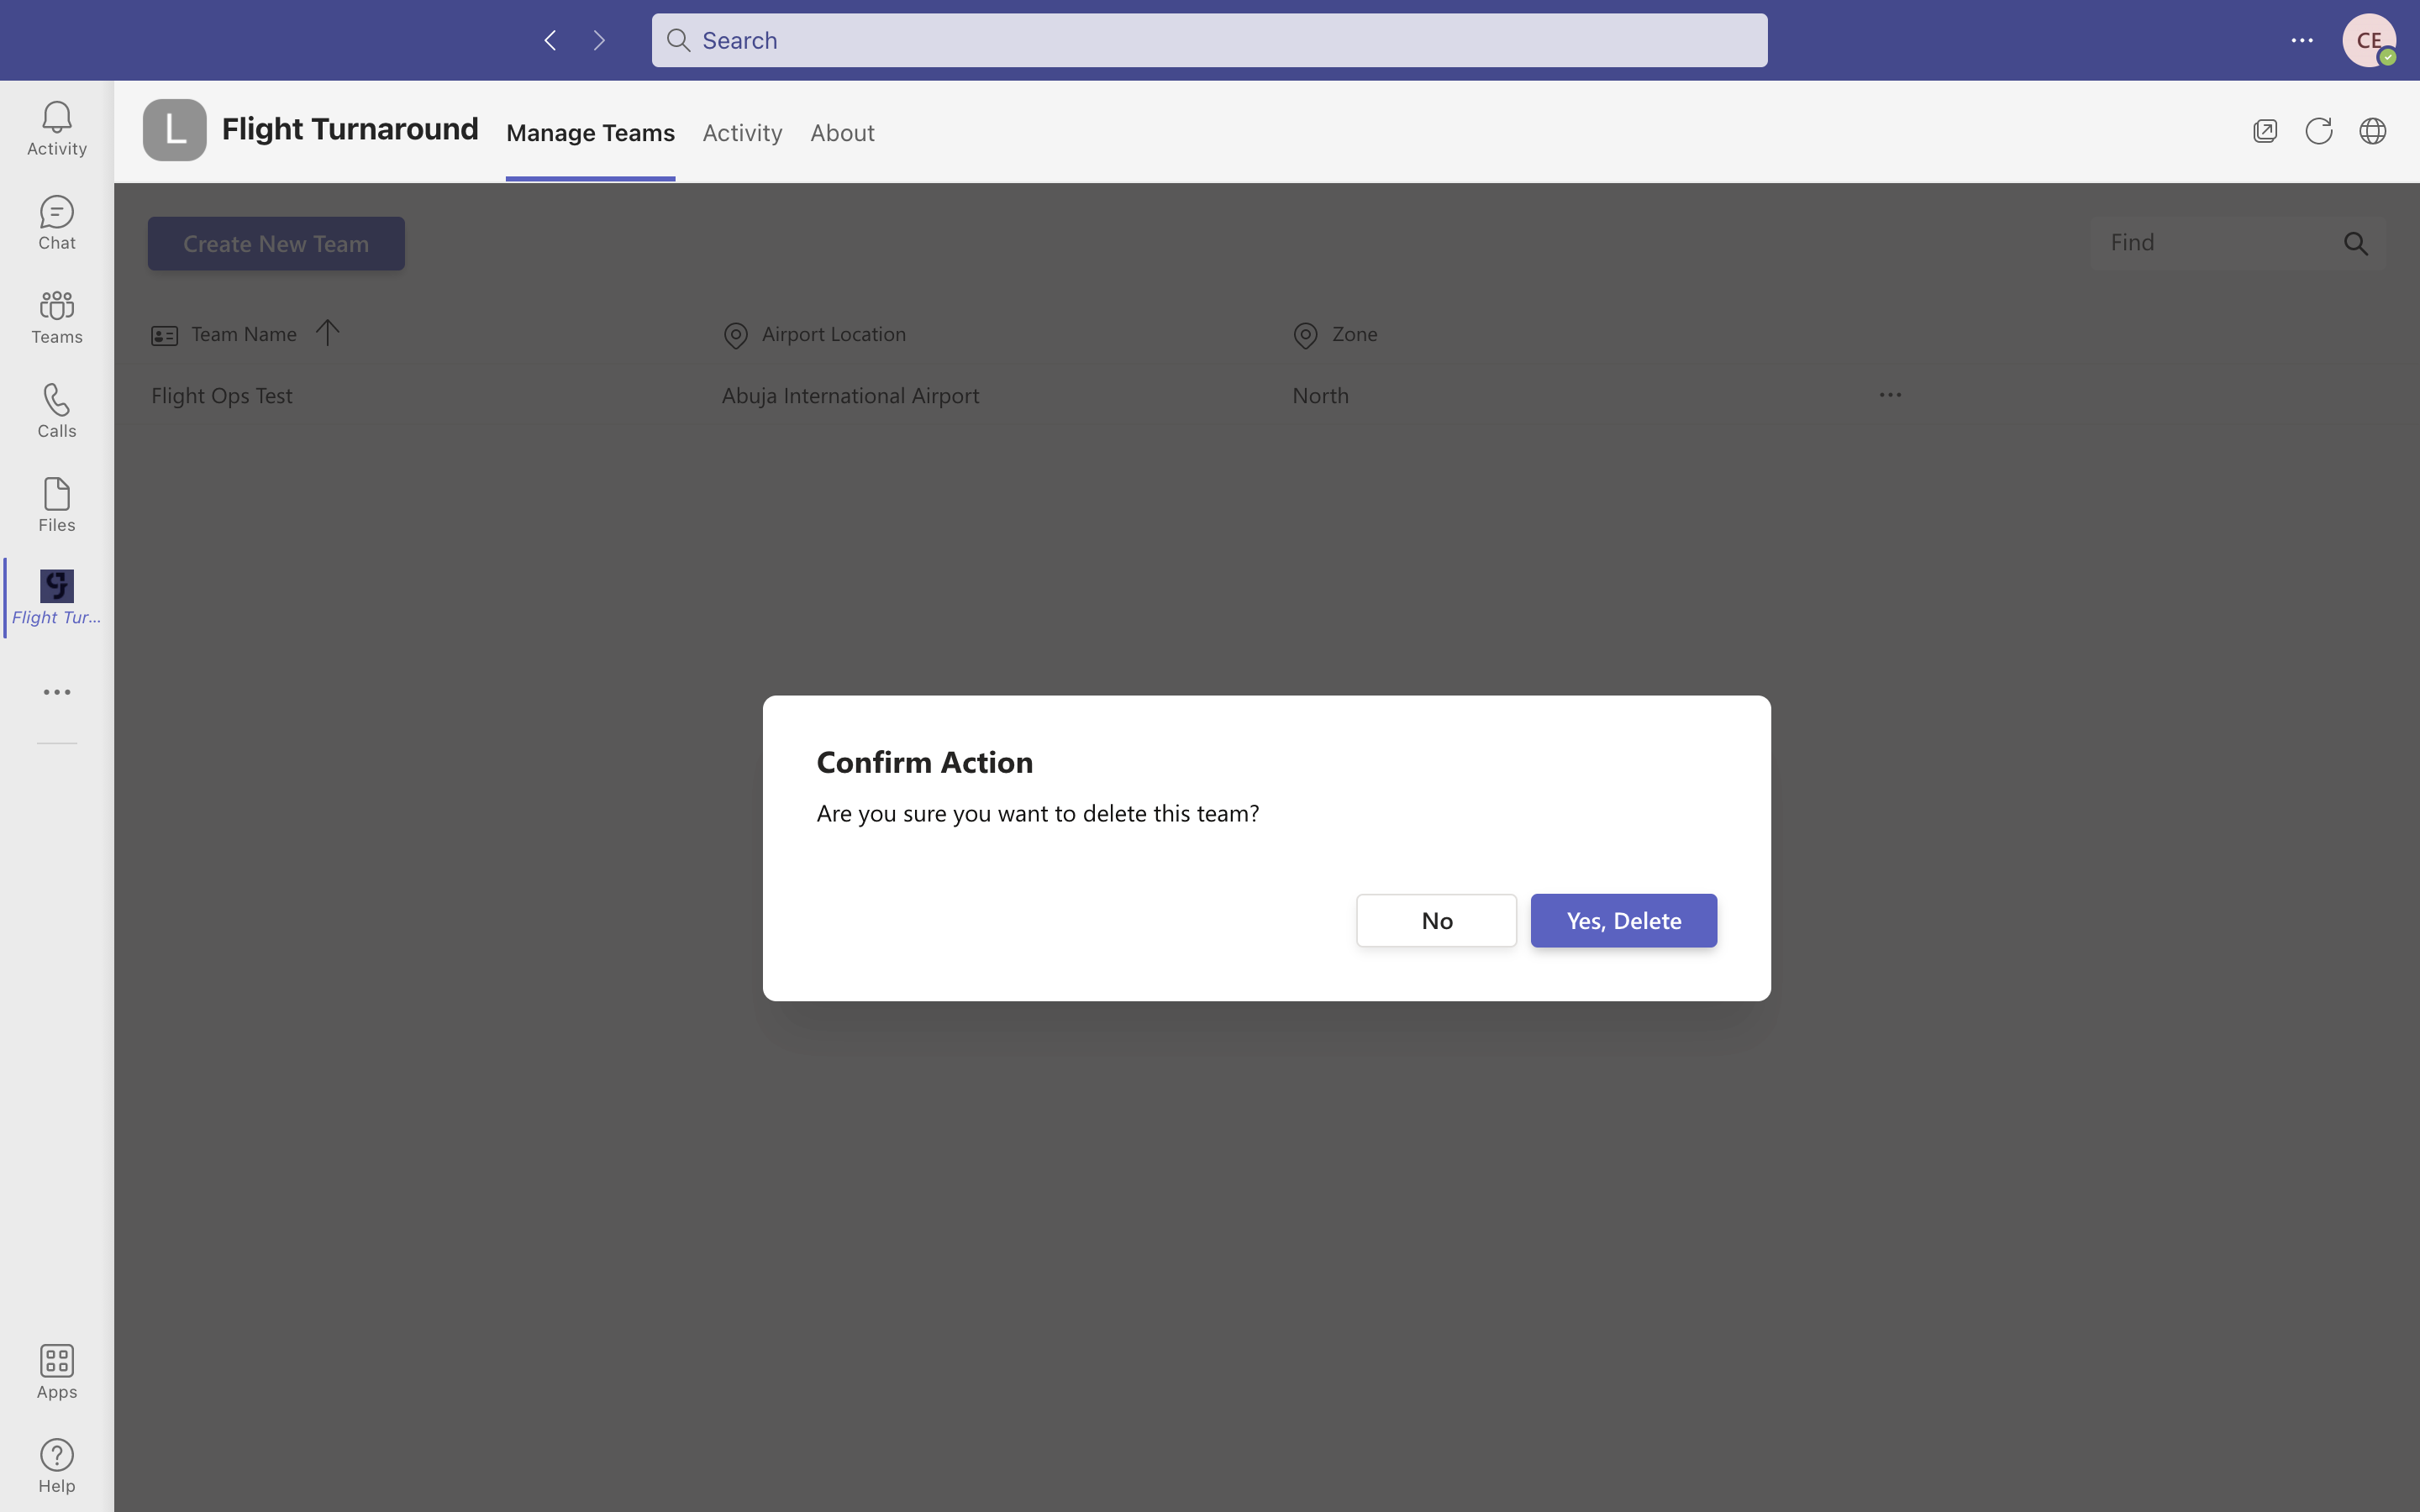 Search
CE
Activity
Chat
Teams
Calls
Files
Flight Tur...
Apps
Help
L
Flight Turnaround
Manage Teams
Activity
About
Create New Team
Find
Team Name
Airport Location
Zone
Flight Ops Test
Abuja International Airport
North
Confirm Action
Are you sure you want to delete this team?
No
Yes, Delete